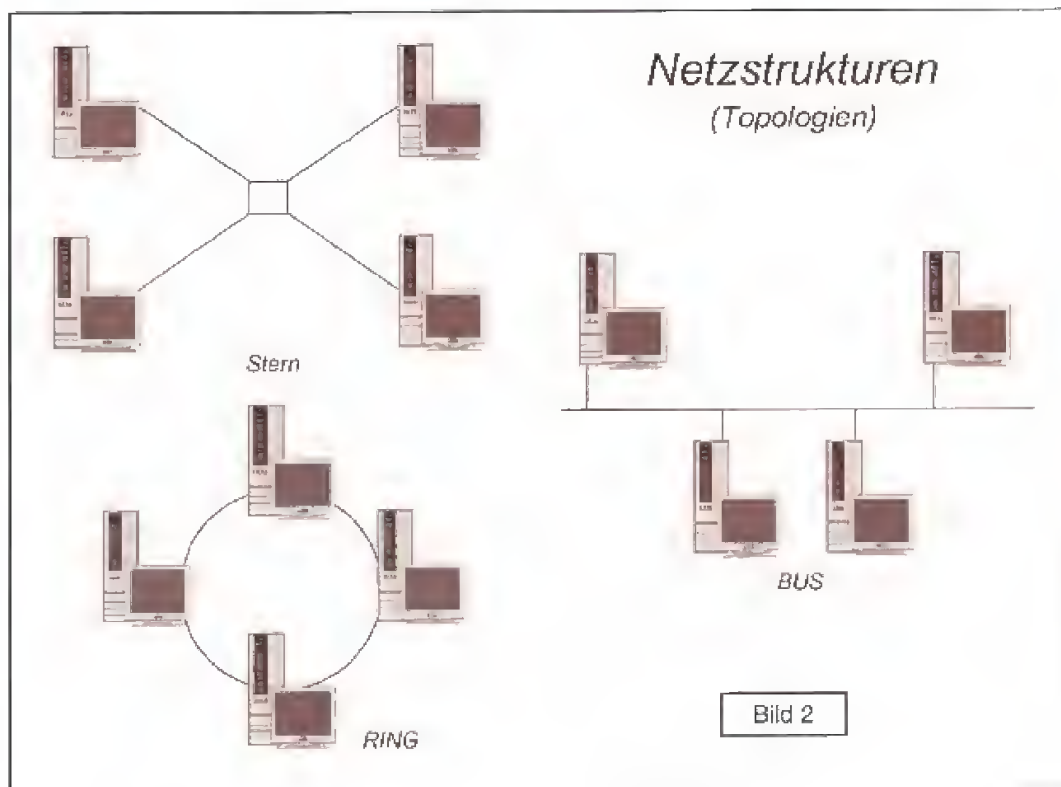 Netzstrukturen
(Topologien)
Stern
BUS
RING
Bild 2